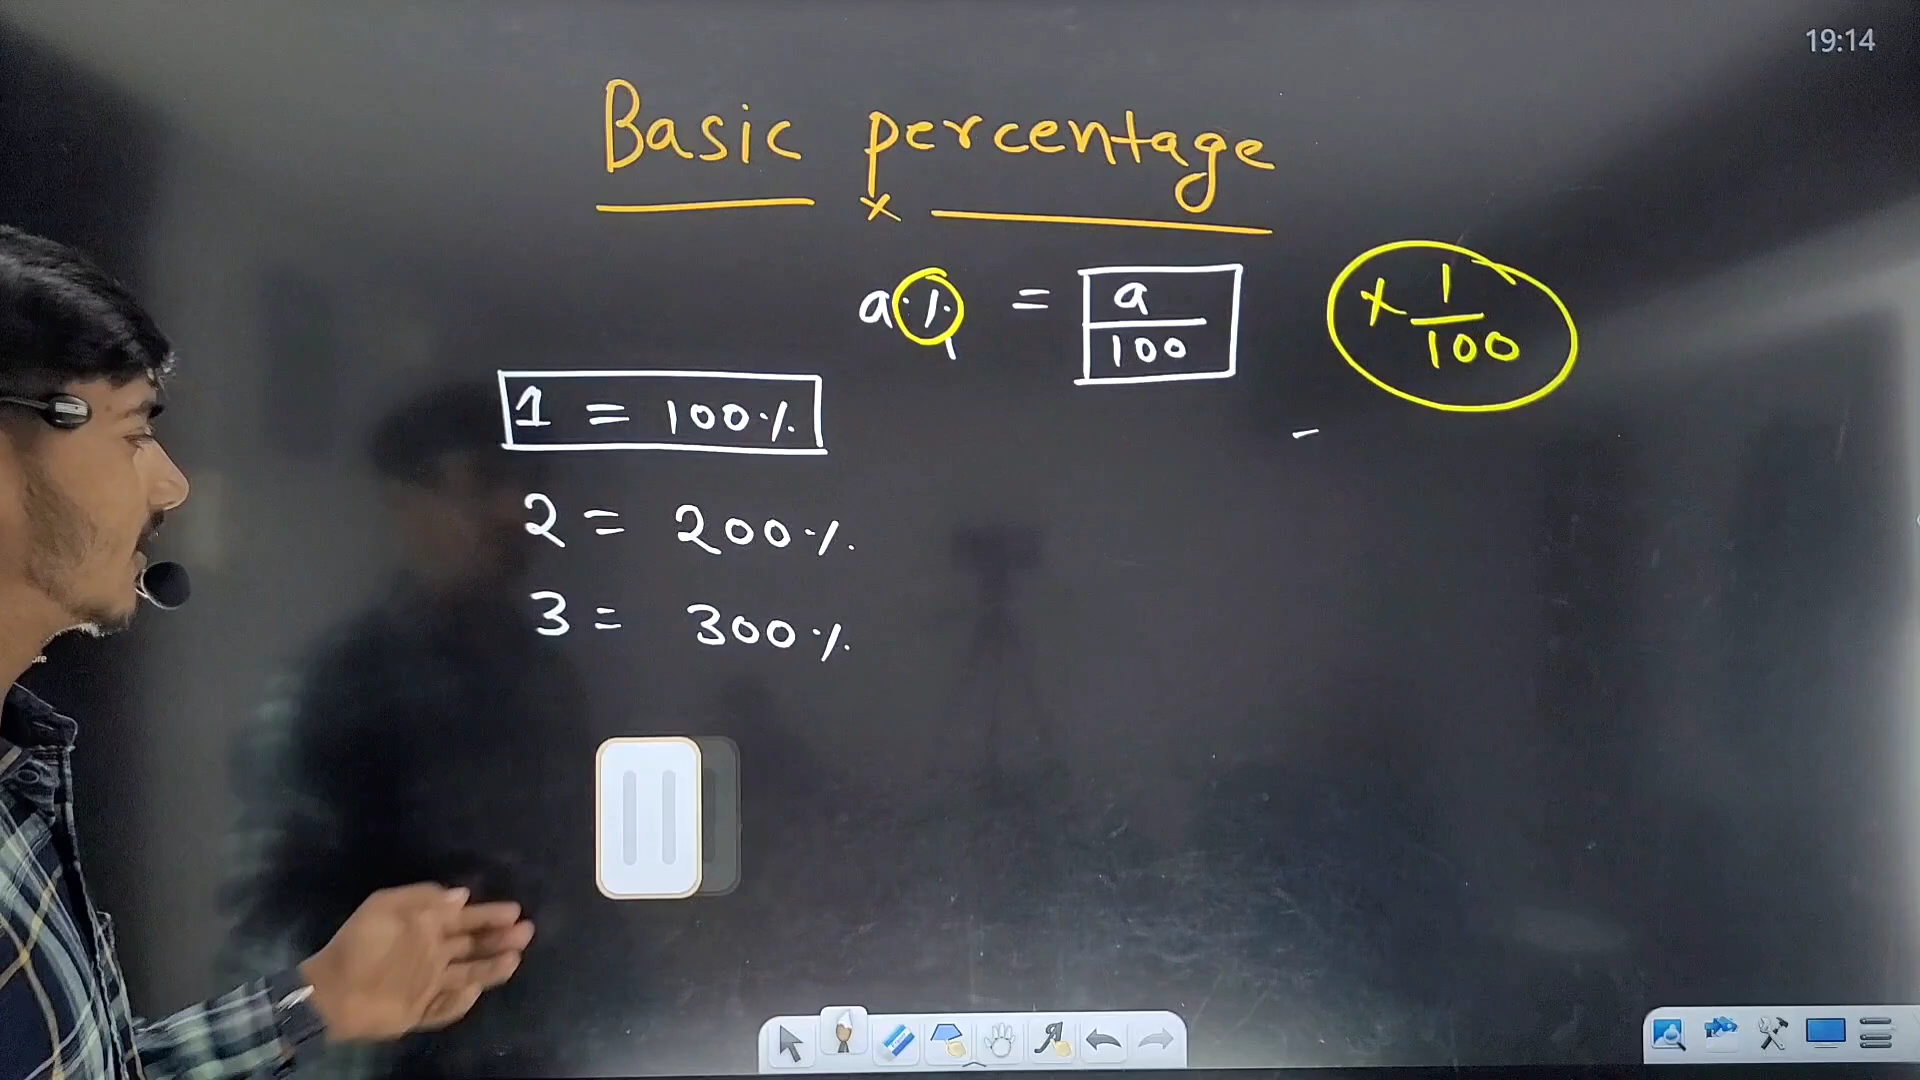 19:14
Basic percentage
a% = a/100 × 1/100
1 = 100%
2 = 200%.
3 = 300%.